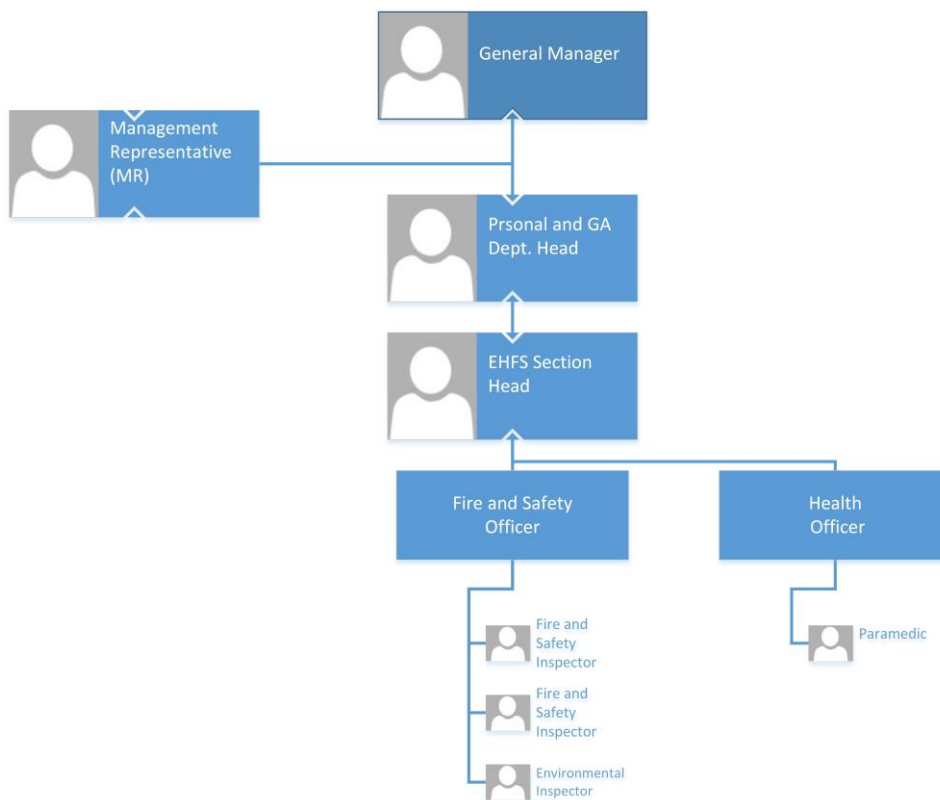 General Manager
Management
Representative
(MR)
Prsonal and GA
Dept. Head
EHFS Section
Head
Fire and Safety
Officer
Health
Officer
Fire and
Safety
Inspector
Paramedic
Fire and
Safety
Inspector
Environmental
Inspector